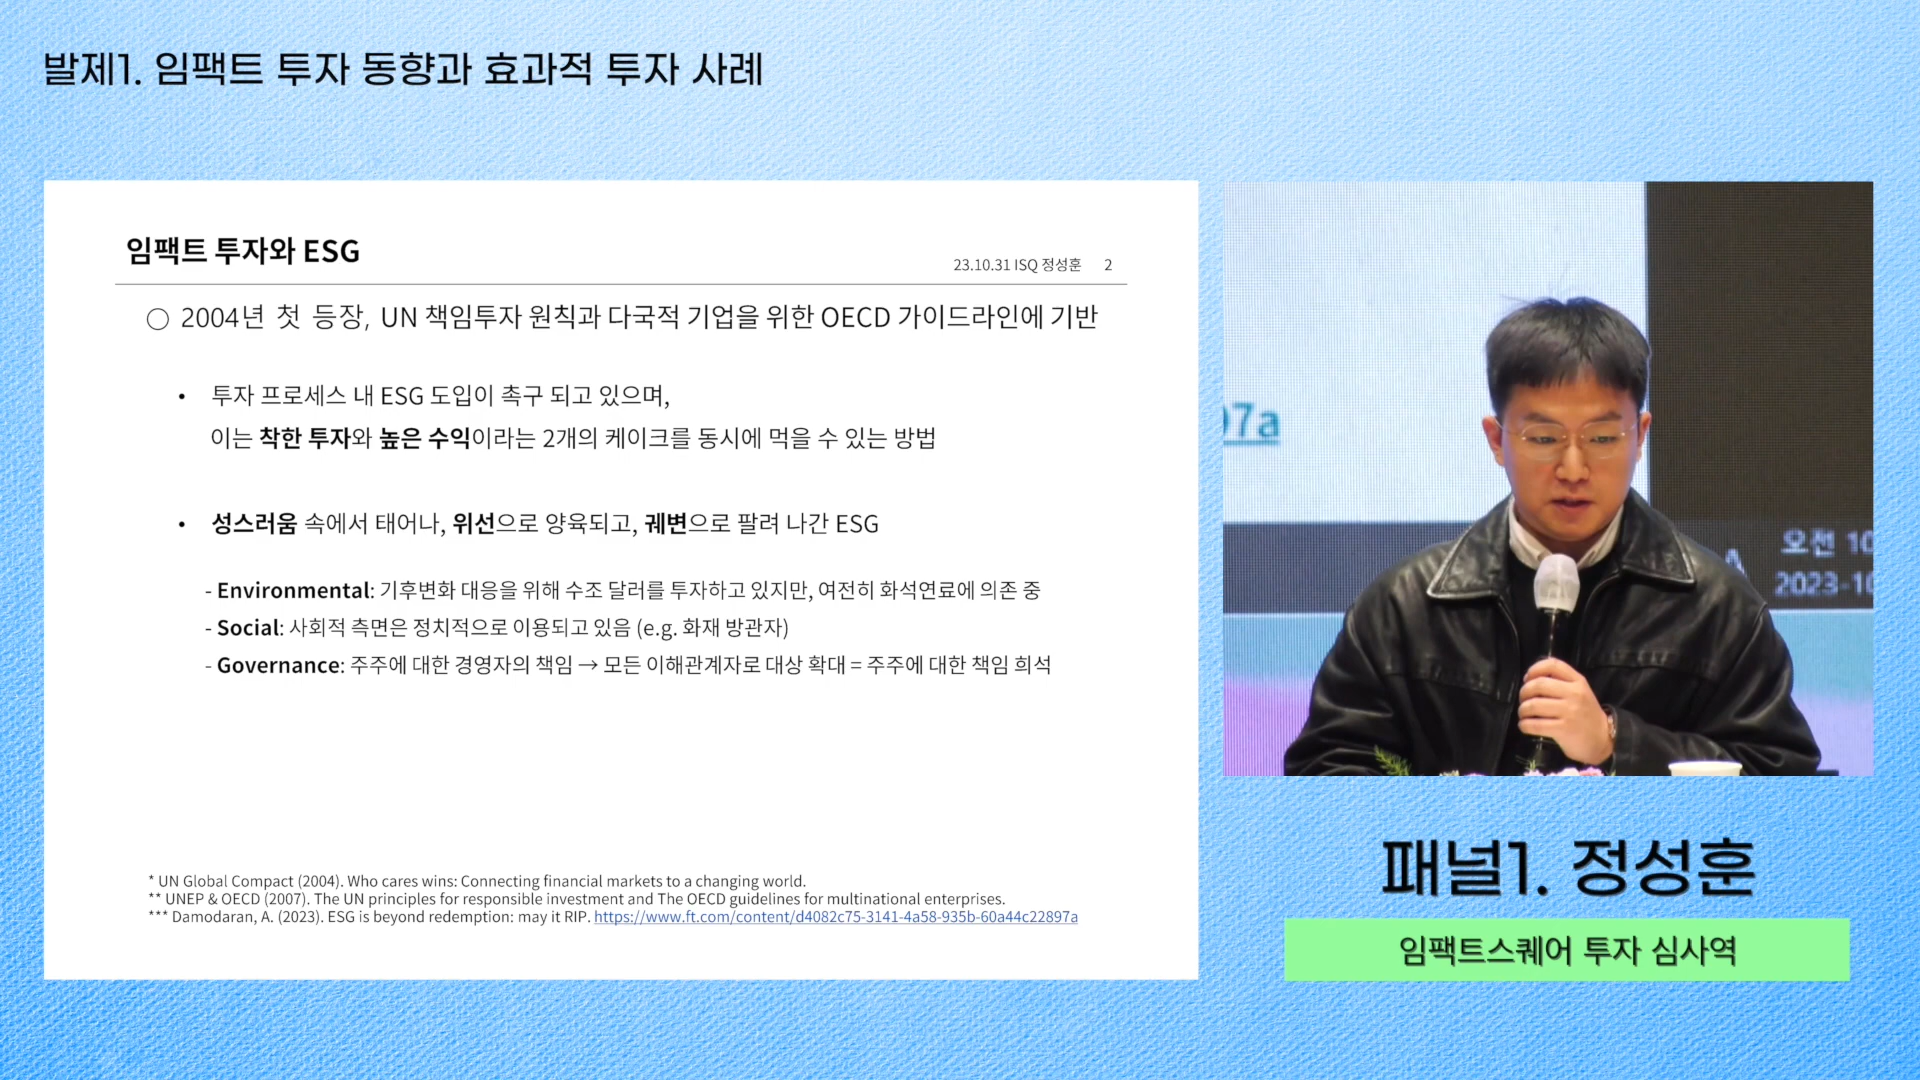 발제1. 임팩트 투자 동향과 효과적 투자 사례
임팩트 투자와 ESG
23.10.31 ISQ 정성훈 2
○ 2004년 첫 등장, UN 책임투자 원칙과 다국적 기업을 위한 OECD 가이드라인에 기반
• 투자 프로세스 내 ESG 도입이 촉구 되고 있으며,
이는 착한 투자와 높은 수익이라는 2개의 케이크를 동시에 먹을 수 있는 방법
• 성스러움 속에서 태어나, 위선으로 양육되고, 궤변으로 팔려 나간 ESG
- Environmental: 기후변화 대응을 위해 수조 달러를 투자하고 있지만, 여전히 화석연료에 의존 중
- Social: 사회적 측면은 정치적으로 이용되고 있음 (e.g. 화재 방관자)
- Governance: 주주에 대한 경영자의 책임 → 모든 이해관계자로 대상 확대 = 주주에 대한 책임 희석
* UN Global Compact (2004). Who cares wins: Connecting financial markets to a changing world.
** UNEP & OECD (2007). The UN principles for responsible investment and The OECD guidelines for multinational enterprises.
*** Damodaran, A. (2023). ESG is beyond redemption: may it RIP. https://www.ft.com/content/d4082c75-3141-4a58-935b-60a44c22897a
97a
오전 10
2023-10
패널1. 정성훈
임팩트스퀘어 투자 심사역